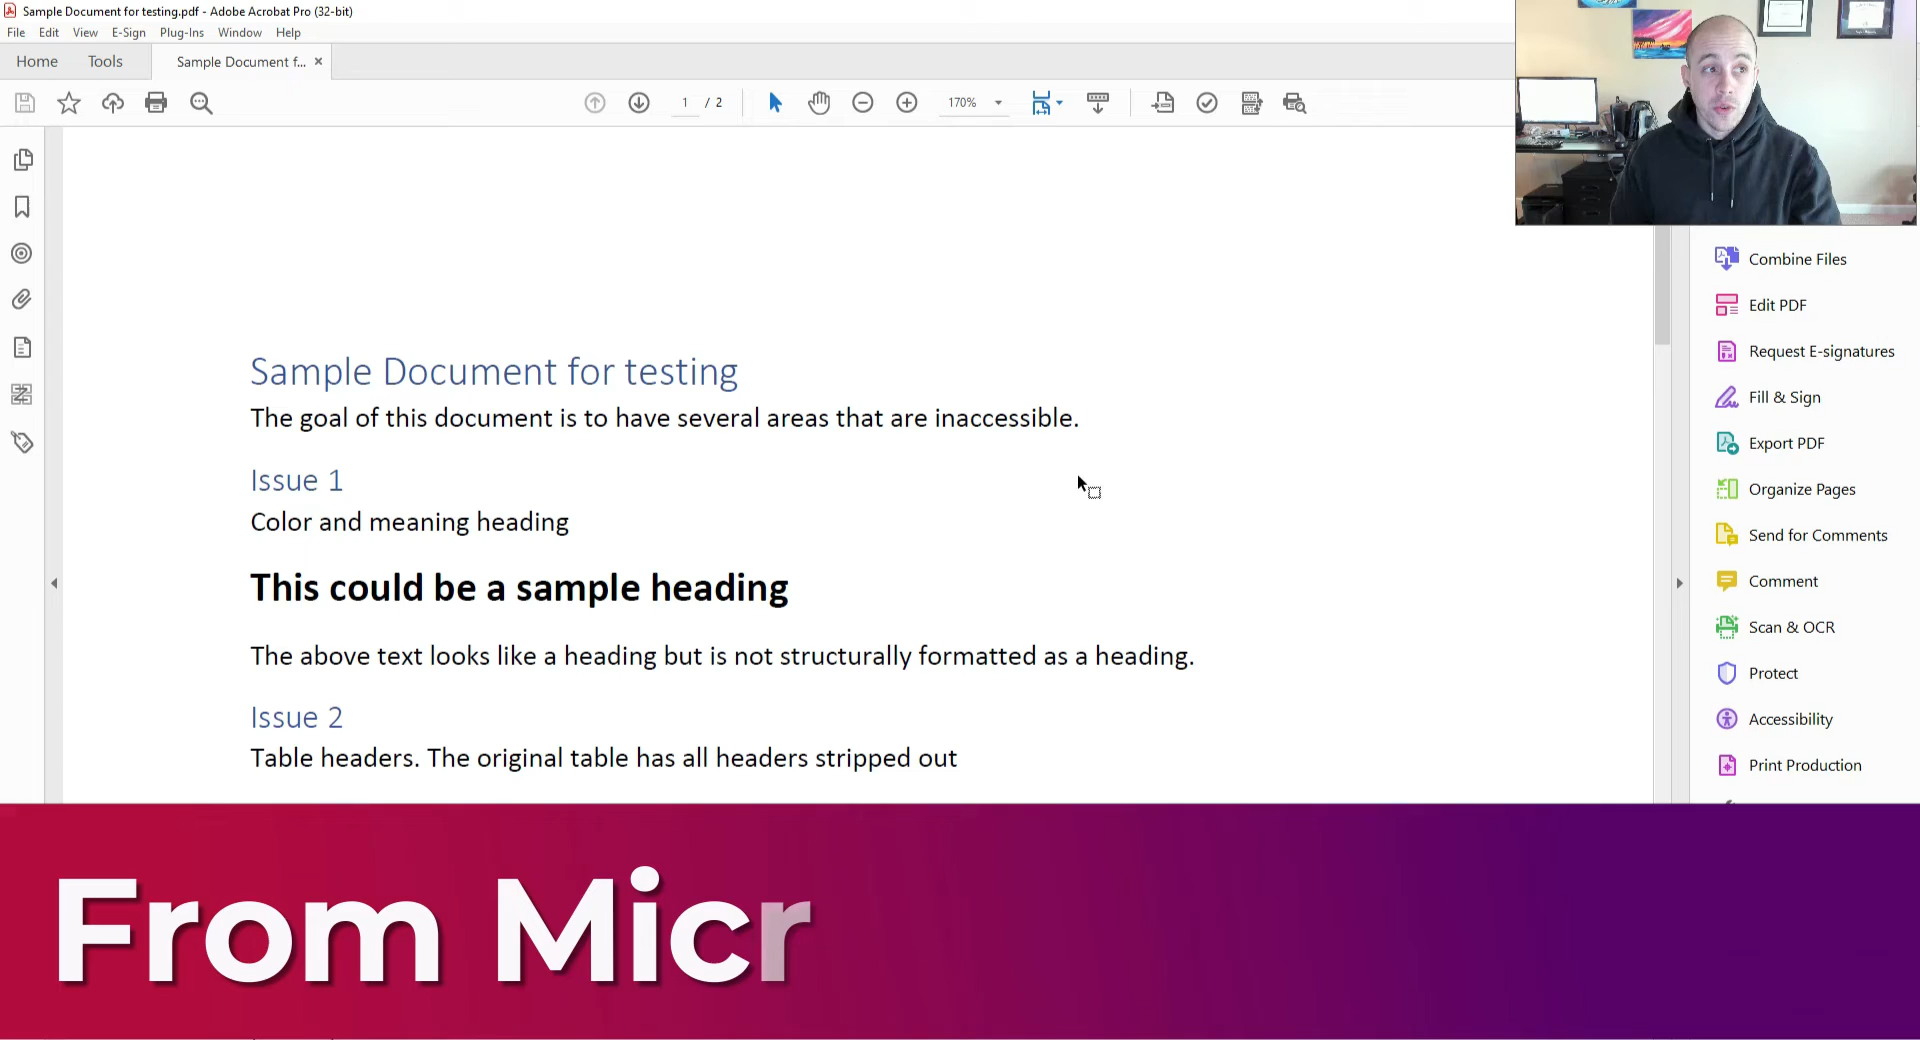 Sample Document for testing.pdf - Adobe Acrobat Pro (32-bit)
File Edit View E-Sign Plug-Ins Window Help
Home Tools Sample Document f... ×
1 / 2 170%
Sample Document for testing
The goal of this document is to have several areas that are inaccessible.
Issue 1
Color and meaning heading
This could be a sample heading
The above text looks like a heading but is not structurally formatted as a heading.
Issue 2
Table headers. The original table has all headers stripped out
Combine Files
Edit PDF
Request E-signatures
Fill & Sign
Export PDF
Organize Pages
Send for Comments
Comment
Scan & OCR
Protect
Accessibility
Print Production
From Micr